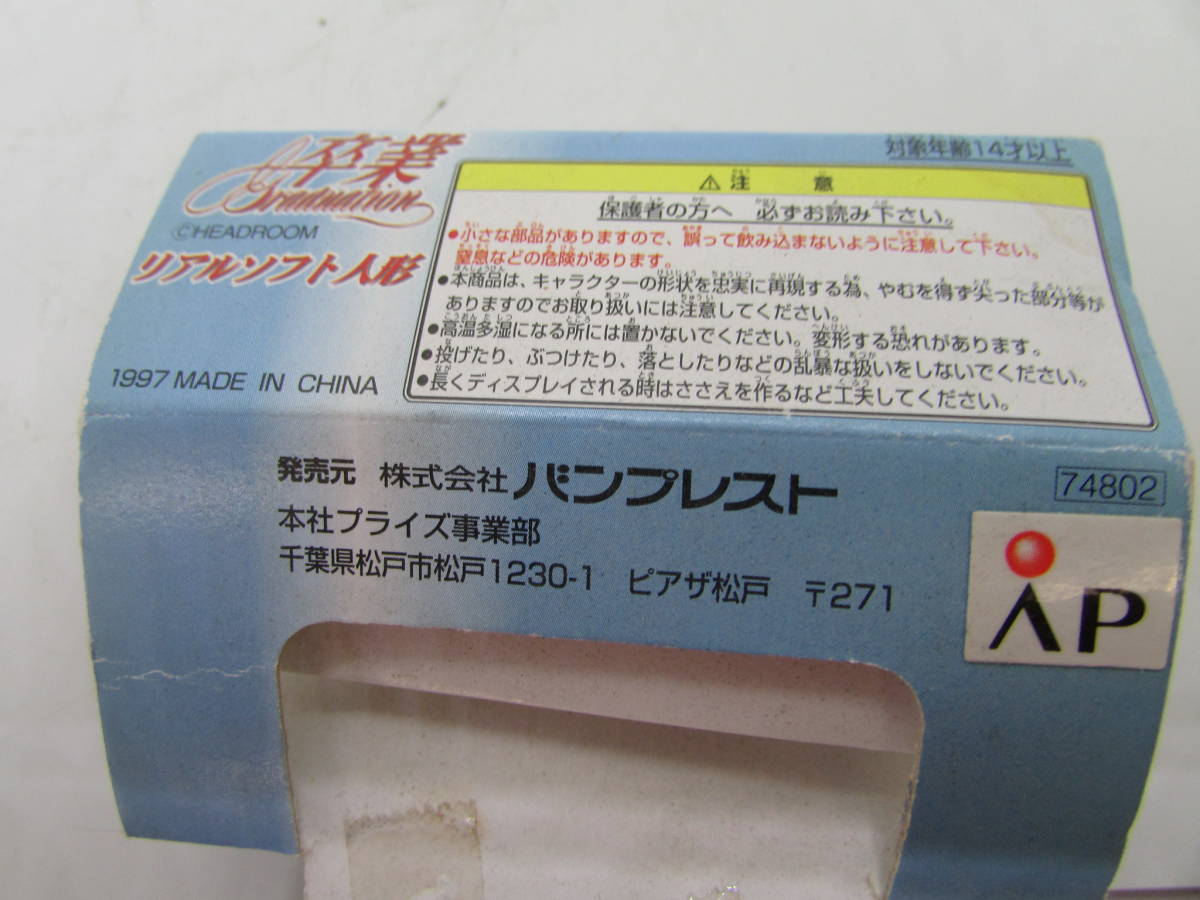 卒業
Graduation
©HEADROOM
リアルソフト人形
1997 MADE IN CHINA
対象年齢14才以上
⚠注　意
保護者の方へ 必ずお読み下さい。
●小さな部品がありますので、誤って飲み込まないように注意して下さい。
窒息などの危険があります。
●本商品は、キャラクターの形状を忠実に再現する為、やむを得ず尖った部分等が
ありますのでお取り扱いには注意してください。
●高温多湿になる所には置かないでください。変形する恐れがあります。
●投げたり、ぶつけたり、落としたりなどの乱暴な扱いをしないでください。
●長くディスプレイされる時はささえを作るなど工夫してください。
発売元 株式会社 バンプレスト
本社プライズ事業部
千葉県松戸市松戸1230-1 ピアザ松戸 〒271
74802
AP